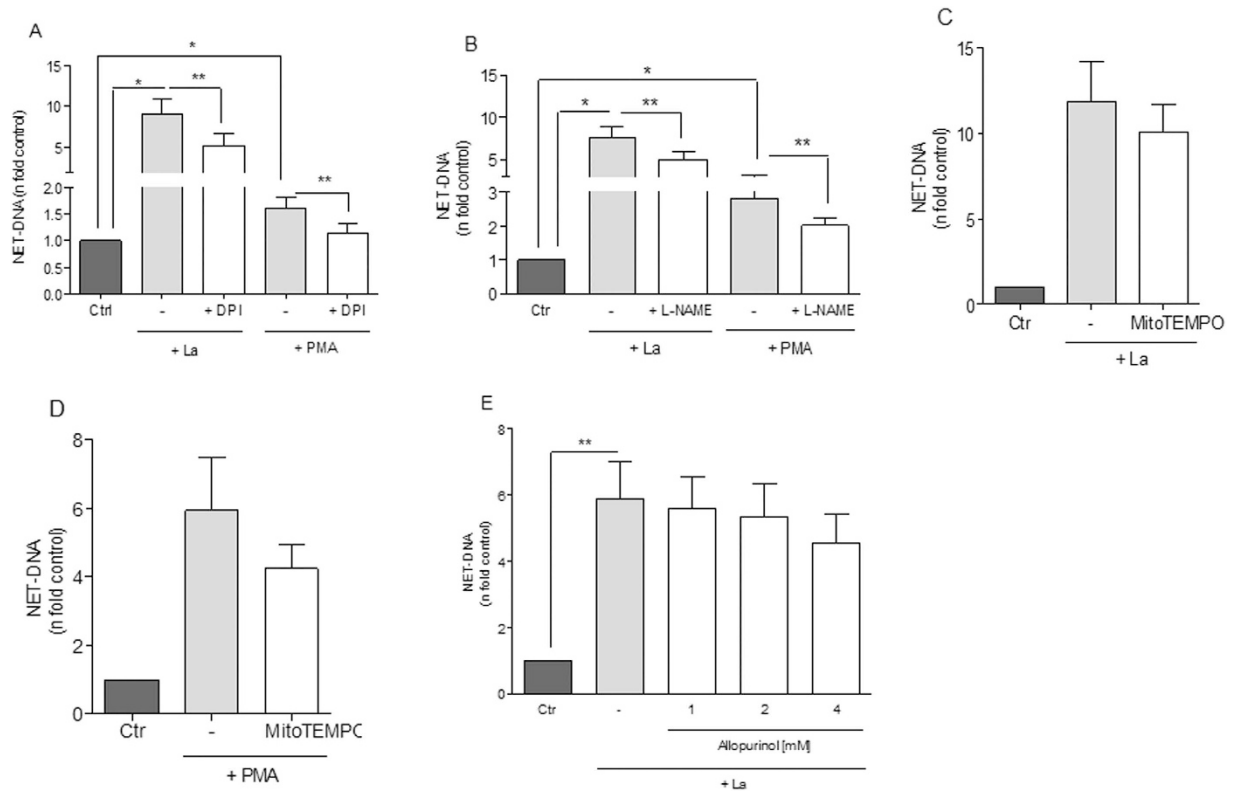 A
NET-DNA (n fold control)
15
10
5
2.0
1.5
1.0
0.5
0.0
*
*
**
**
Ctrl
-
+ DPI
-
+ DPI
+ La
+ PMA
B
NET-DNA
(n fold control)
15
10
5
3
2
1
0
*
*
**
**
Ctr
-
+ L-NAME
-
+ L-NAME
+ La
+ PMA
C
NET-DNA
(n fold control)
15
10
5
0
Ctr
-
MitoTEMPO
+ La
D
NET-DNA
(n fold control)
8
6
4
2
0
Ctr
-
MitoTEMPO
+ PMA
E
NET-DNA
(n fold control)
8
6
4
2
0
**
Ctr
-
1
2
4
Allopurinol [mM]
+ La